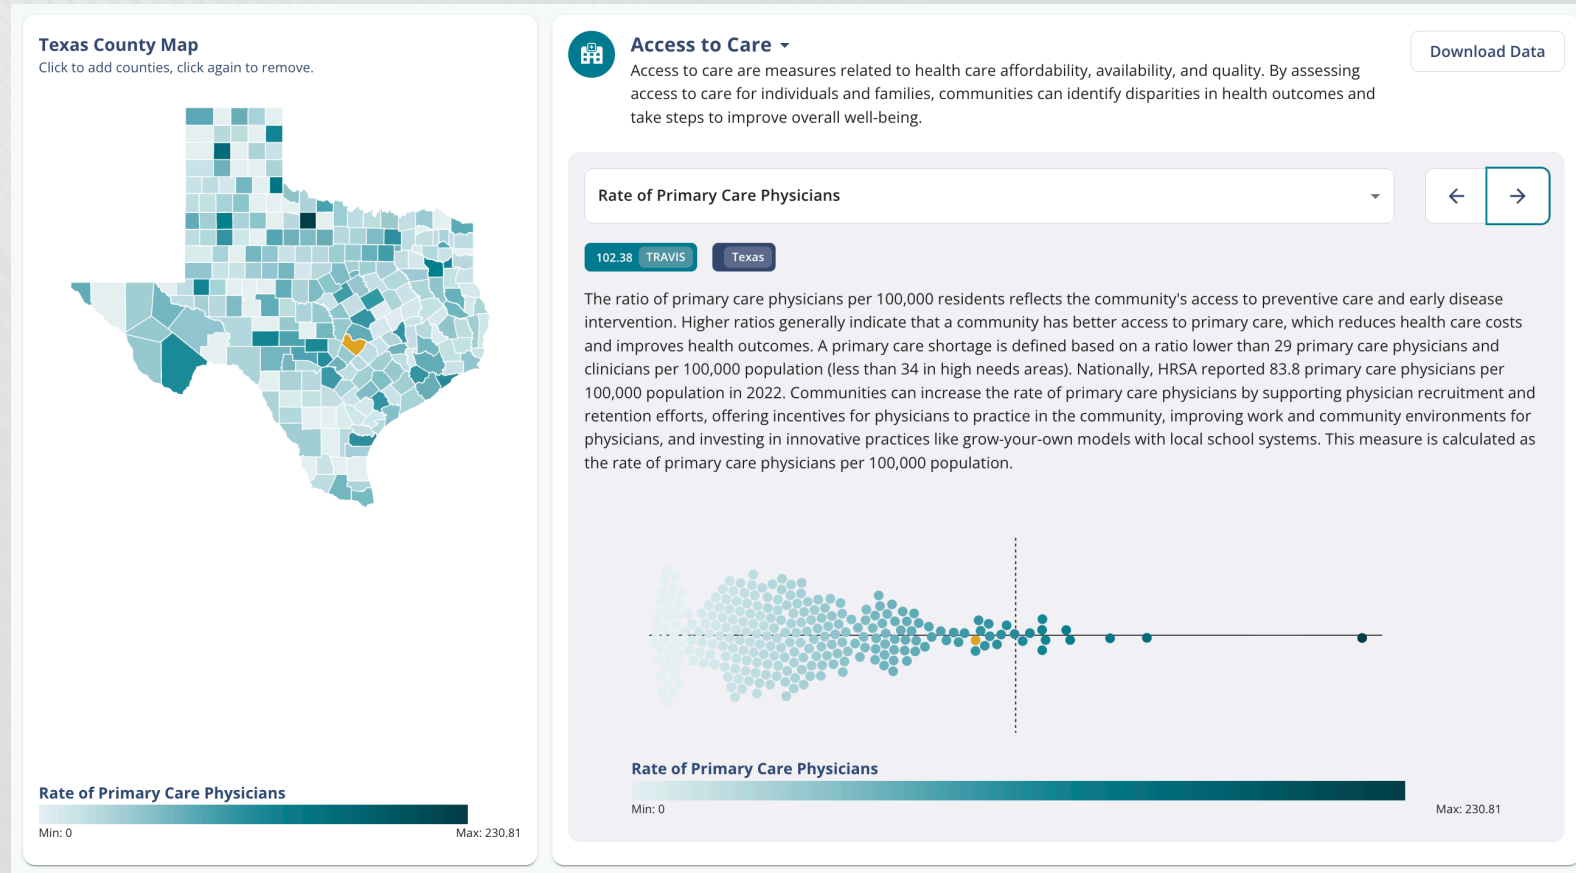 Texas County Map
Click to add counties, click again to remove.
Rate of Primary Care Physicians
Min: 0
Max: 230.81
Access to Care
Download Data
Access to care are measures related to health care affordability, availability, and quality. By assessing
access to care for individuals and families, communities can identify disparities in health outcomes and
take steps to improve overall well-being.
Rate of Primary Care Physicians
102.38 TRAVIS
Texas
The ratio of primary care physicians per 100,000 residents reflects the community's access to preventive care and early disease
intervention. Higher ratios generally indicate that a community has better access to primary care, which reduces health care costs
and improves health outcomes. A primary care shortage is defined based on a ratio lower than 29 primary care physicians and
clinicians per 100,000 population (less than 34 in high needs areas). Nationally, HRSA reported 83.8 primary care physicians per
100,000 population in 2022. Communities can increase the rate of primary care physicians by supporting physician recruitment and
retention efforts, offering incentives for physicians to practice in the community, improving work and community environments for
physicians, and investing in innovative practices like grow-your-own models with local school systems. This measure is calculated as
the rate of primary care physicians per 100,000 population.
Rate of Primary Care Physicians
Min: 0
Max: 230.81